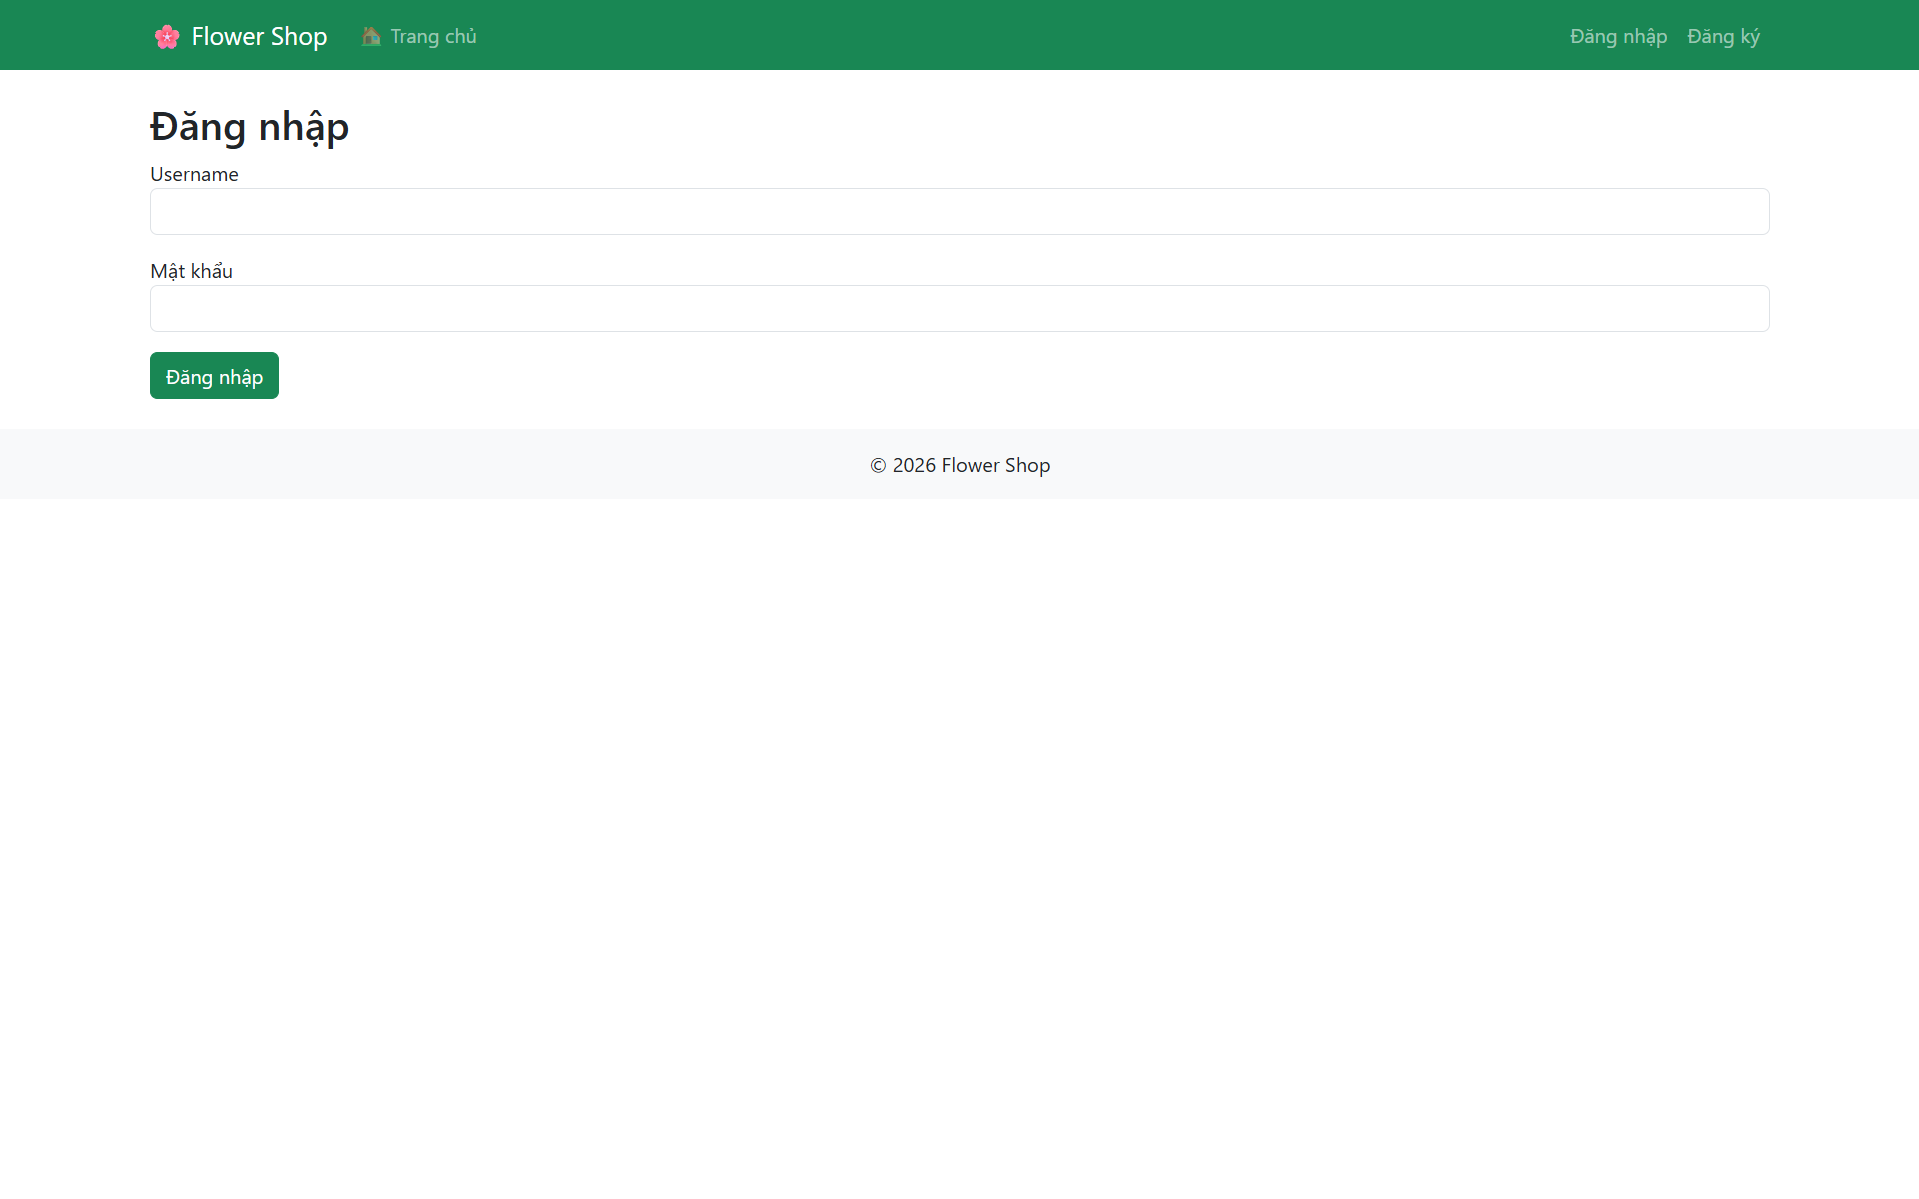 🌸 Flower Shop 🏡 Trang chủ Đăng nhập Đăng ký
Đăng nhập
Username
Mật khẩu
Đăng nhập
© 2026 Flower Shop